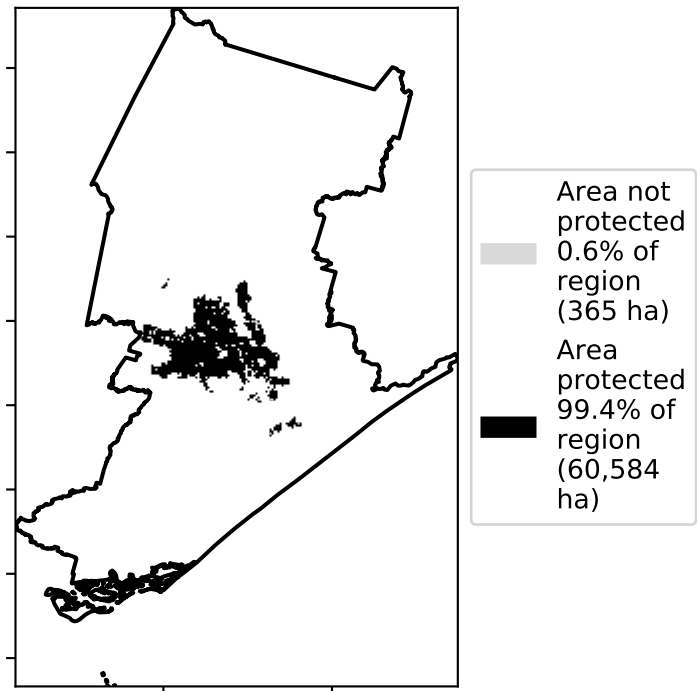 Area not
protected
0.6% of
region
(365 ha)
Area
protected
99.4% of
region
(60,584
ha)